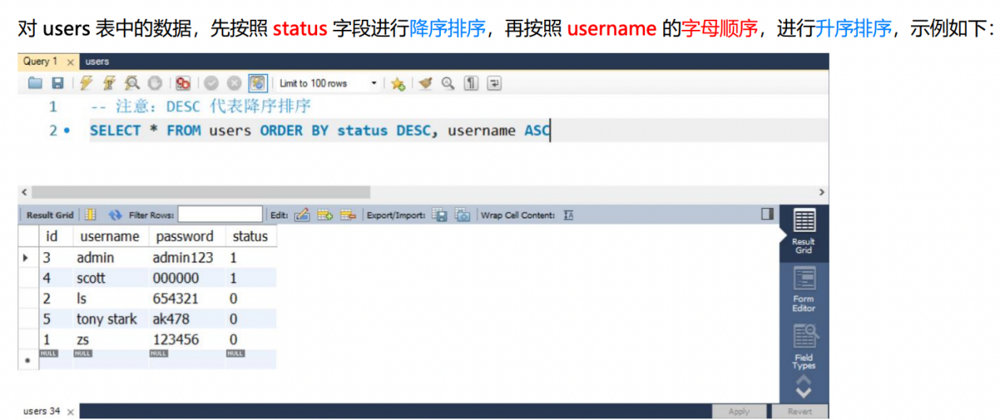 对 users 表中的数据，先按照 status 字段进行降序排序，再按照 username 的字母顺序，进行升序排序，示例如下：
Query 1 × users
Limit to 100 rows
1 -- 注意：DESC 代表降序排序
2 SELECT * FROM users ORDER BY status DESC, username ASC
Result Grid Filter Rows: Edit: Export/Import: Wrap Cell Content:
id username password status
3 admin admin123 1
4 scott 000000 1
2 ls 654321 0
5 tony stark ak478 0
1 zs 123456 0
NULL NULL NULL NULL
Result
Grid
Form
Editor
Field
Types
users 34 × Apply Revert